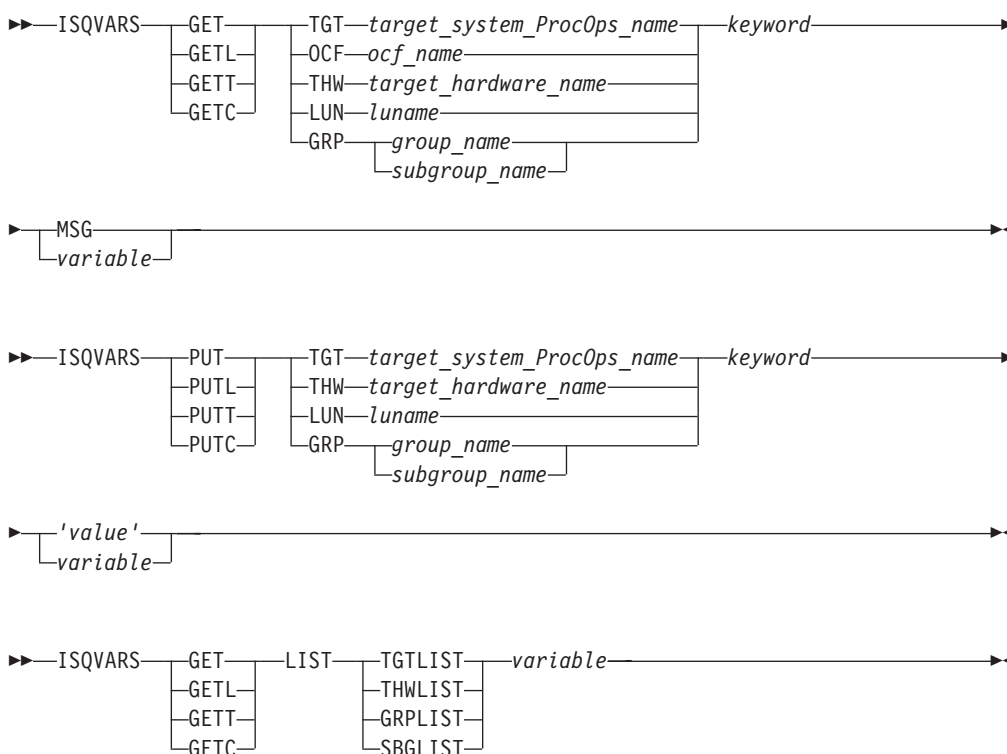 ISQVARS GET TGT target_system_ProcOps_name keyword
GETL OCF ocf_name
GETT THW target_hardware_name
GETC LUN luname
GRP group_name
subgroup_name
MSG
variable
ISQVARS PUT TGT target_system_ProcOps_name keyword
PUTL THW target_hardware_name
PUTT LUN luname
PUTC GRP group_name
subgroup_name
'value'
variable
ISQVARS GET LIST TGTLIST variable
GETL THWLIST
GETT GRPLIST
GETC SBGLIST